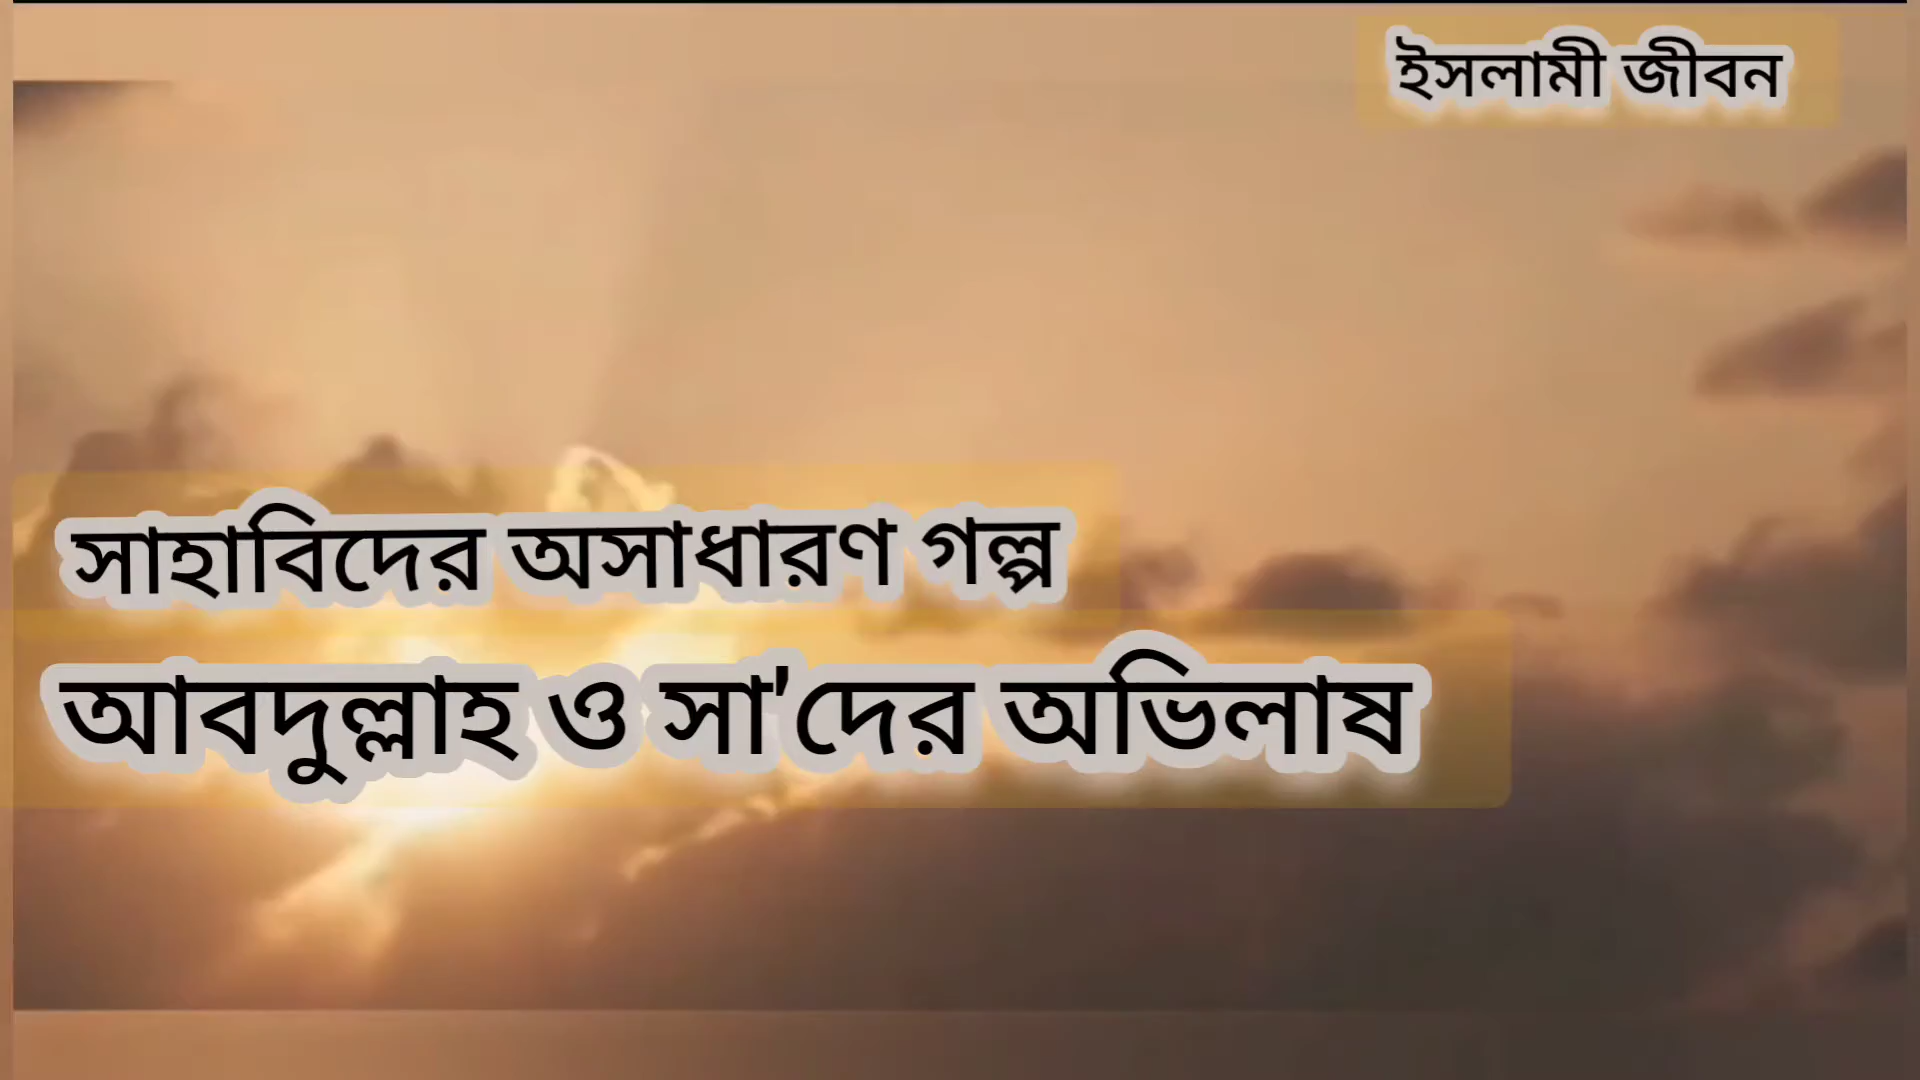 ইসলামী জীবন
সাহাবিদের অসাধারণ গল্প
আবদুল্লাহ ও সা'দের অভিলাষ